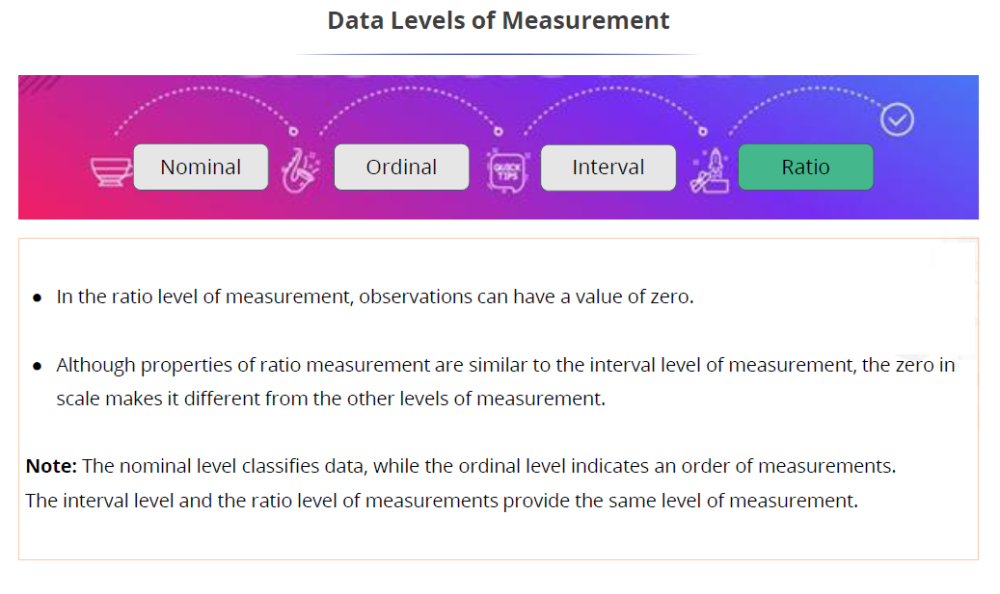 Data Levels of Measurement
Nominal
Ordinal
QUICK
TIPS
Interval
Ratio
● In the ratio level of measurement, observations can have a value of zero.
● Although properties of ratio measurement are similar to the interval level of measurement, the zero in
scale makes it different from the other levels of measurement.
Note: The nominal level classifies data, while the ordinal level indicates an order of measurements.
The interval level and the ratio level of measurements provide the same level of measurement.